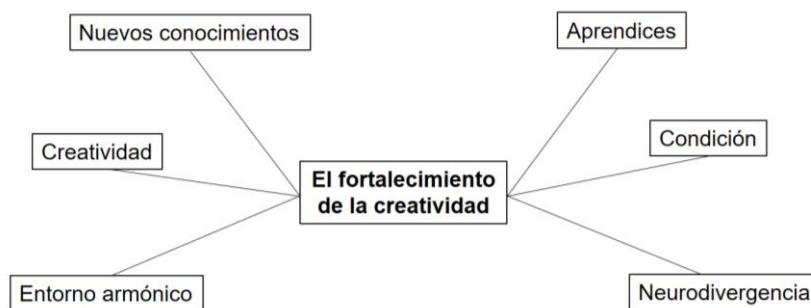 Nuevos conocimientos
Aprendices
Creatividad
Condición
El fortalecimiento
de la creatividad
Entorno armónico
Neurodivergencia